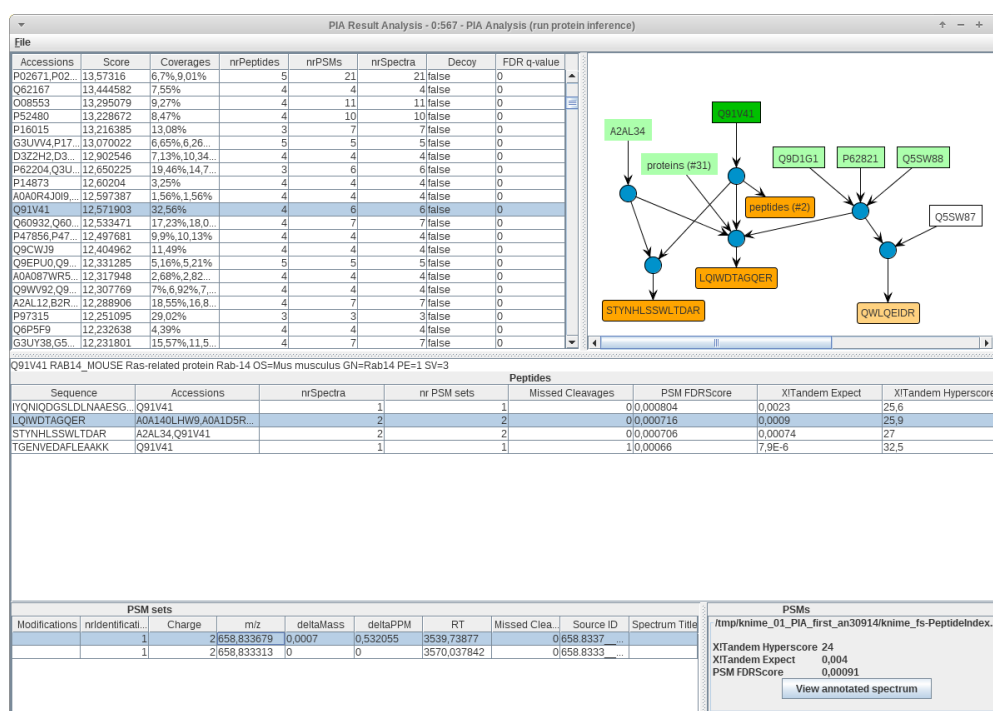 PIA Result Analysis - 0:567 - PIA Analysis (run protein inference)
File
Accessions Score Coverages nrPeptides nrPSMs nrSpectra Decoy FDR q-value
P02671,P02... 13,57316 6,7%,9,01% 5 21 21 false 0
Q62167 13,444582 7,55% 4 4 4 false 0
O08553 13,295079 9,27% 4 11 11 false 0
P52480 13,228672 8,47% 4 10 10 false 0
P16015 13,216385 13,08% 3 7 7 false 0
G3UVV4,P17... 13,070022 6,65%,6,26... 5 5 5 false 0
D3Z2H2,D3... 12,902546 7,13%,10,34... 4 4 4 false 0
P62204,Q3U... 12,650225 19,46%,14,7... 3 6 6 false 0
P14873 12,60204 3,25% 4 4 4 false 0
A0A0R4J0I9,... 12,597387 1,56%,1,56% 4 4 4 false 0
Q91V41 12,571903 32,56% 4 6 6 false 0
Q60932,Q60... 12,533471 17,23%,18,0... 4 7 7 false 0
P47856,P47... 12,497681 9,9%,10,13% 4 4 4 false 0
Q9CWJ9 12,404962 11,49% 4 4 4 false 0
Q9EPU0,Q9... 12,331285 5,16%,5,21% 5 5 5 false 0
A0A087WR5... 12,317948 2,68%,2,82... 4 4 4 false 0
Q9WV92,Q9... 12,307769 7%,6,92%,7,... 4 4 4 false 0
A2AL12,B2R... 12,288906 18,55%,16,8... 4 7 7 false 0
P97315 12,251095 29,02% 3 3 3 false 0
Q6P5F9 12,232638 4,39% 4 4 4 false 0
G3UY38,G5... 12,231801 15,57%,11,5... 4 7 7 false 0
Q91V41
A2AL34
proteins (#31)
Q9D1G1
P62821
Q5SW88
peptides (#2)
Q5SW87
LQIWDTAGQER
STYNHLSSWLTDAR
QWLQEIDR
Q91V41 RAB14_MOUSE Ras-related protein Rab-14 OS=Mus musculus GN=Rab14 PE=1 SV=3
Peptides
Sequence Accessions nrSpectra nr PSM sets Missed Cleavages PSM FDRScore X!Tandem Expect X!Tandem Hyperscore
IYQNIQDGSLDLNAAESG... Q91V41 1 1 0 0,000804 0,0023 25,6
LQIWDTAGQER A0A140LHW9,A0A1D5R... 2 2 0 0,000716 0,0009 25,9
STYNHLSSWLTDAR A2AL34,Q91V41 2 2 0 0,000706 0,00074 27
TGENVEDAFLEAAKK Q91V41 1 1 1 0,00066 7,9E-6 32,5
PSM sets
Modifications nrIdentificati... Charge m/z deltaMass deltaPPM RT Missed Clea... Source ID Spectrum Title
1 2 658,833679 0,0007 0,532055 3539,73877 0 658.8337__...
1 2 658,833313 0 0 3570,037842 0 658.8333__...
PSMs
/tmp/knime_01_PIA_first_an30914/knime_fs-PeptideIndex.
X!Tandem Hyperscore 24
X!Tandem Expect 0,004
PSM FDRScore 0,00091
View annotated spectrum